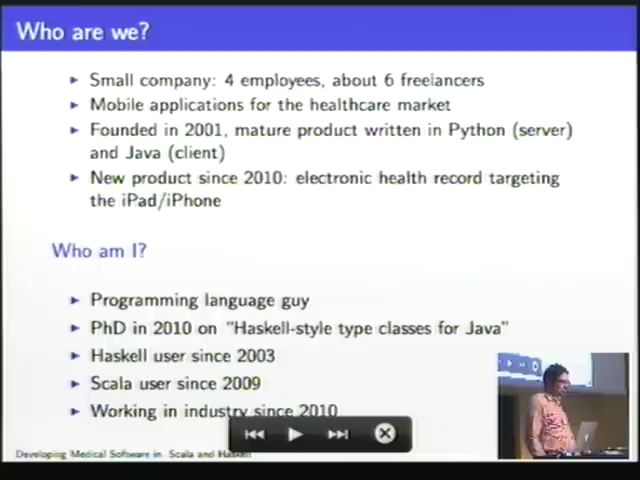 Who are we?
Small company: 4 employees, about 6 freelancers
Mobile applications for the healthcare market
Founded in 2001, mature product written in Python (server)
and Java (client)
New product since 2010: electronic health record targeting
the iPad/iPhone
Who am I?
Programming language guy
PhD in 2010 on "Haskell-style type classes for Java"
Haskell user since 2003
Scala user since 2009
Working in industry since 2010
Developing Medical Software in Scala and Haskell